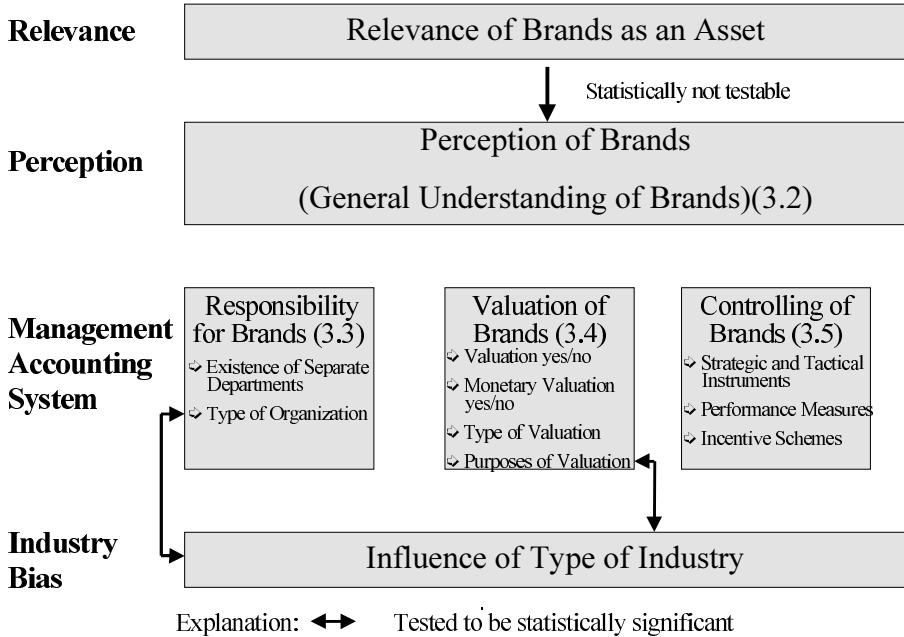 Relevance
Relevance of Brands as an Asset
Statistically not testable
Perception
Perception of Brands
(General Understanding of Brands)(3.2)
Management
Accounting
System
Responsibility
for Brands (3.3)
➪ Existence of Separate
Departments
➪ Type of Organization
Valuation of
Brands (3.4)
➪ Valuation yes/no
➪ Monetary Valuation
yes/no
➪ Type of Valuation
➪ Purposes of Valuation
Controlling of
Brands (3.5)
➪ Strategic and Tactical
Instruments
➪ Performance Measures
➪ Incentive Schemes
Industry
Bias
Influence of Type of Industry
Explanation: ↔ Tested to be statistically significant